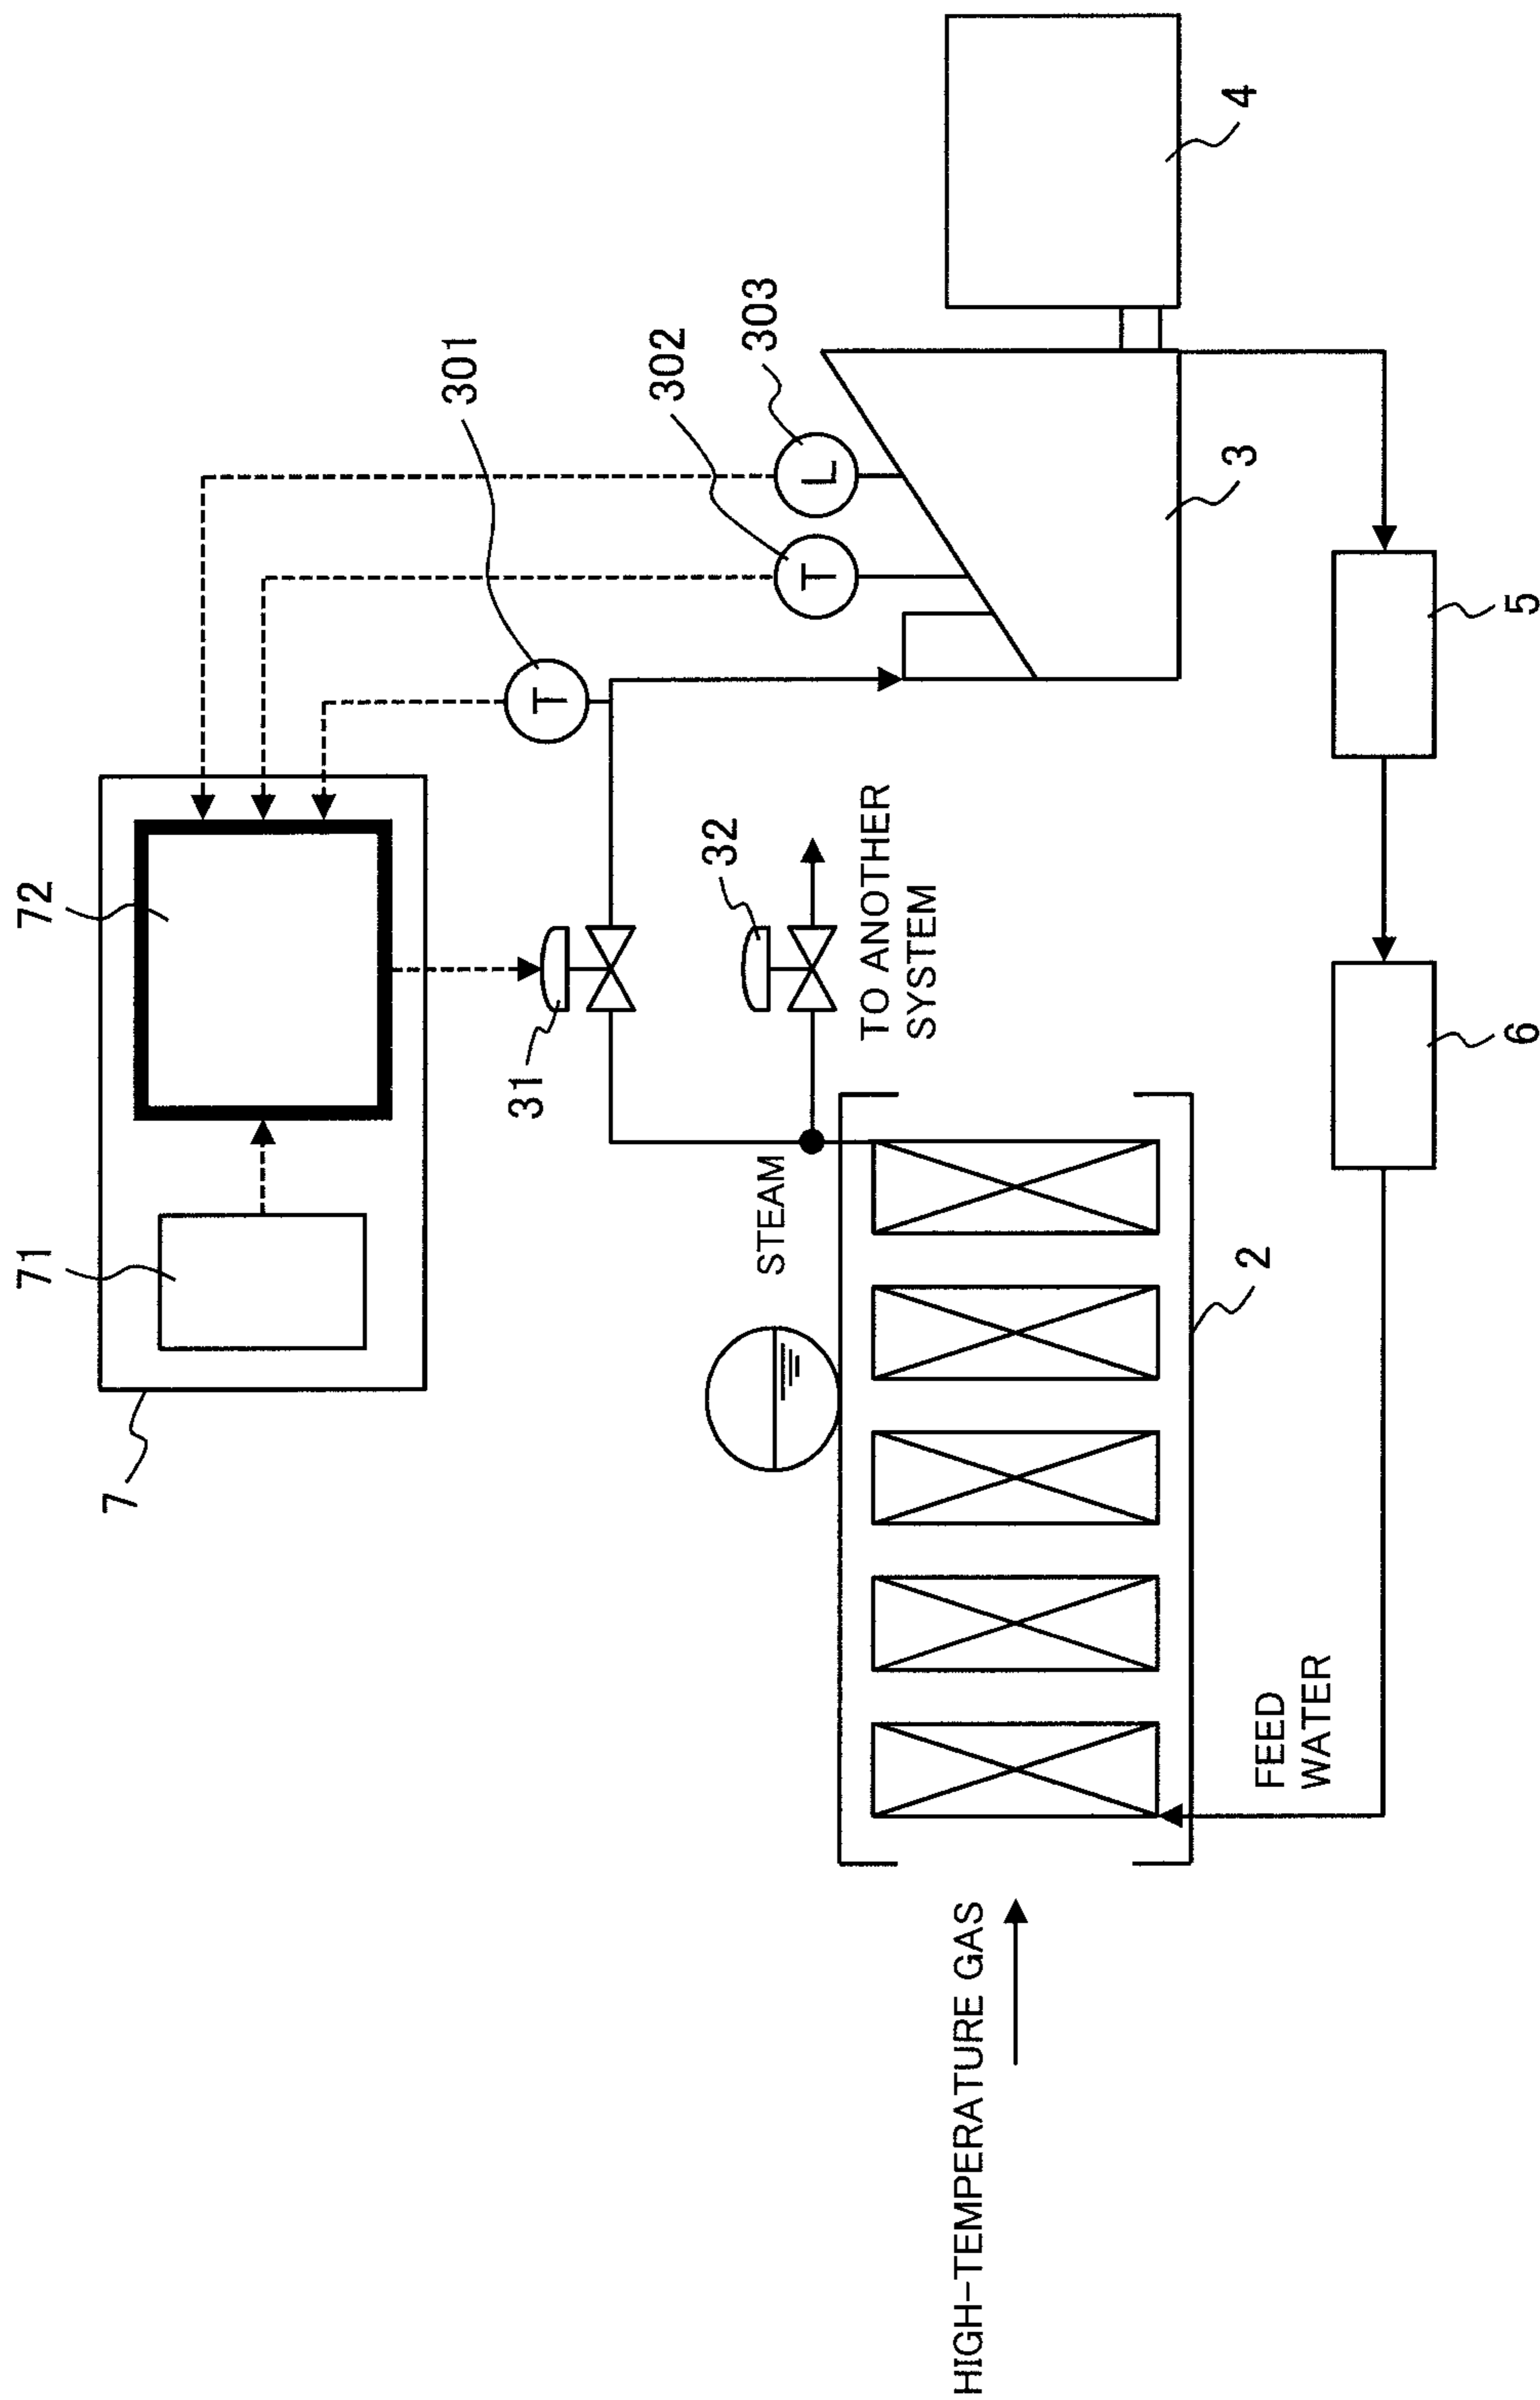 7
71
72
31
301
302
303
32
STEAM
TO ANOTHER
SYSTEM
4
3
2
5
6
T
T
L
FEED
WATER
HIGH-TEMPERATURE GAS